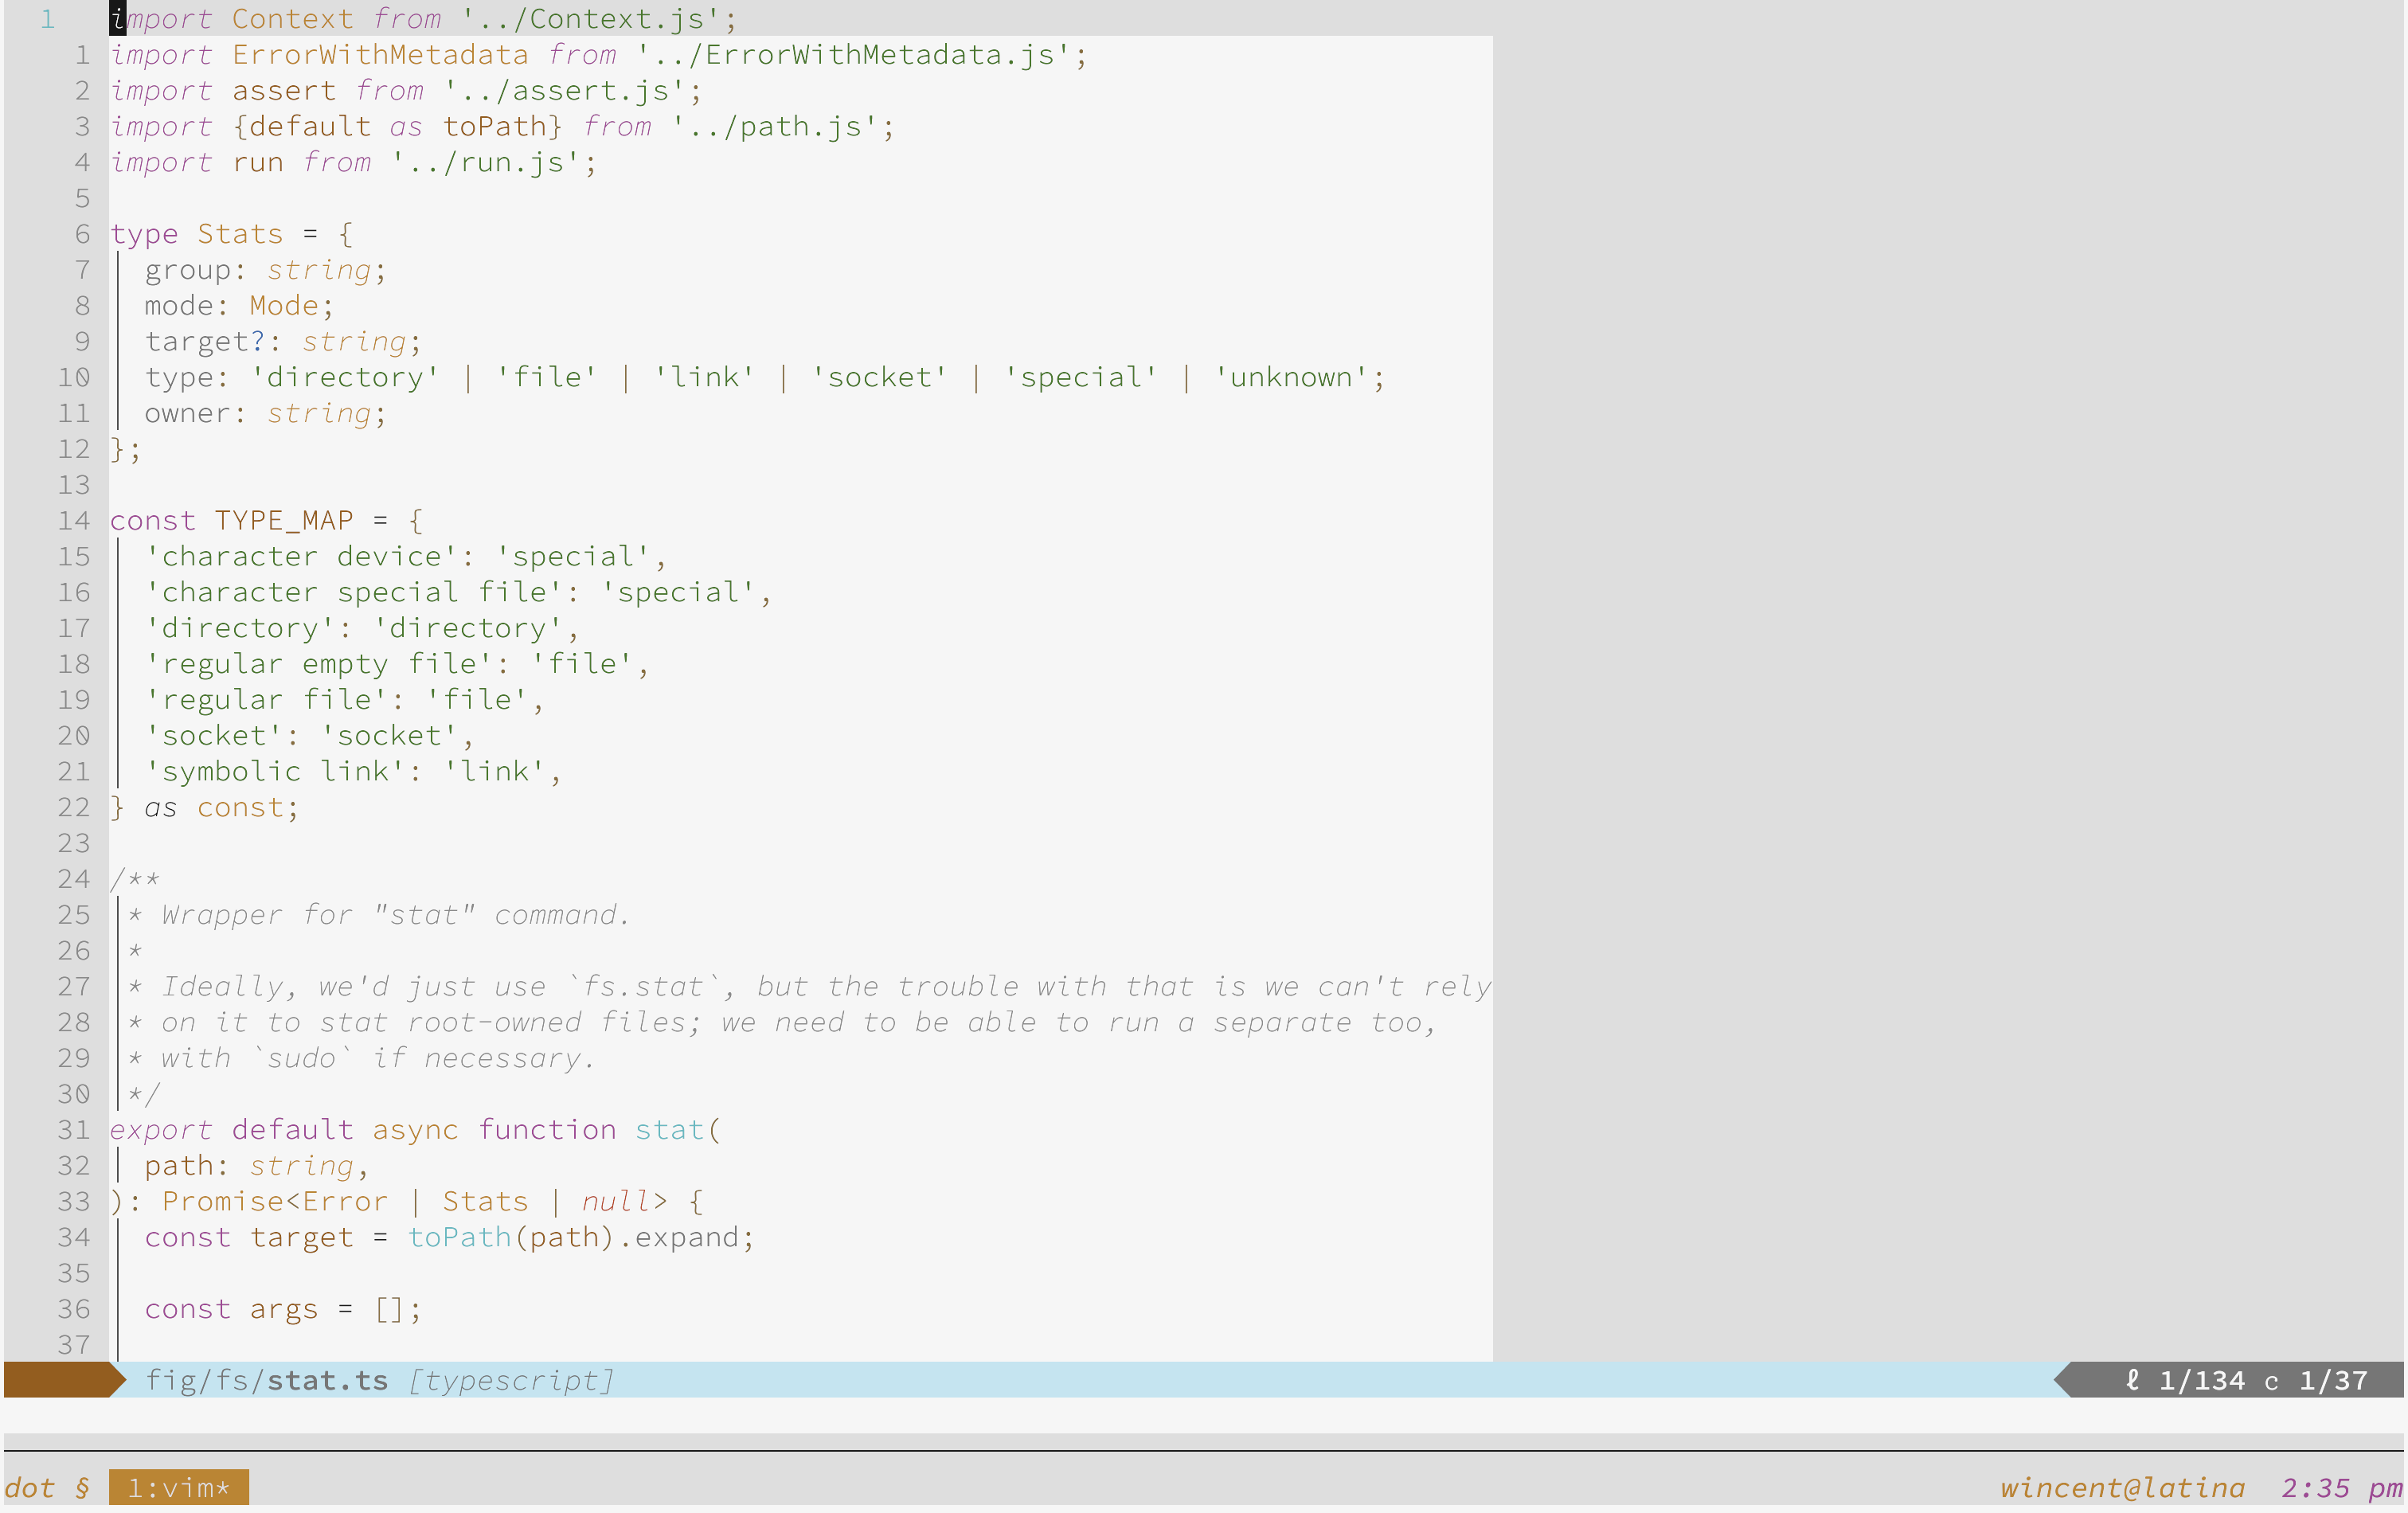 1 import Context from '../Context.js';
1 import ErrorWithMetadata from '../ErrorWithMetadata.js';
2 import assert from '../assert.js';
3 import {default as toPath} from '../path.js';
4 import run from '../run.js';
5
6 type Stats = {
7   group: string;
8   mode: Mode;
9   target?: string;
10   type: 'directory' | 'file' | 'link' | 'socket' | 'special' | 'unknown';
11   owner: string;
12 };
13
14 const TYPE_MAP = {
15   'character device': 'special',
16   'character special file': 'special',
17   'directory': 'directory',
18   'regular empty file': 'file',
19   'regular file': 'file',
20   'socket': 'socket',
21   'symbolic link': 'link',
22 } as const;
23
24 /**
25  * Wrapper for "stat" command.
26  *
27  * Ideally, we'd just use `fs.stat`, but the trouble with that is we can't rely
28  * on it to stat root-owned files; we need to be able to run a separate too,
29  * with `sudo` if necessary.
30  */
31 export default async function stat(
32   path: string,
33 ): Promise<Error | Stats | null> {
34   const target = toPath(path).expand;
35
36   const args = [];
37
fig/fs/stat.ts [typescript] ℓ 1/134 c 1/37
dot § 1:vim* wincent@latina 2:35 pm